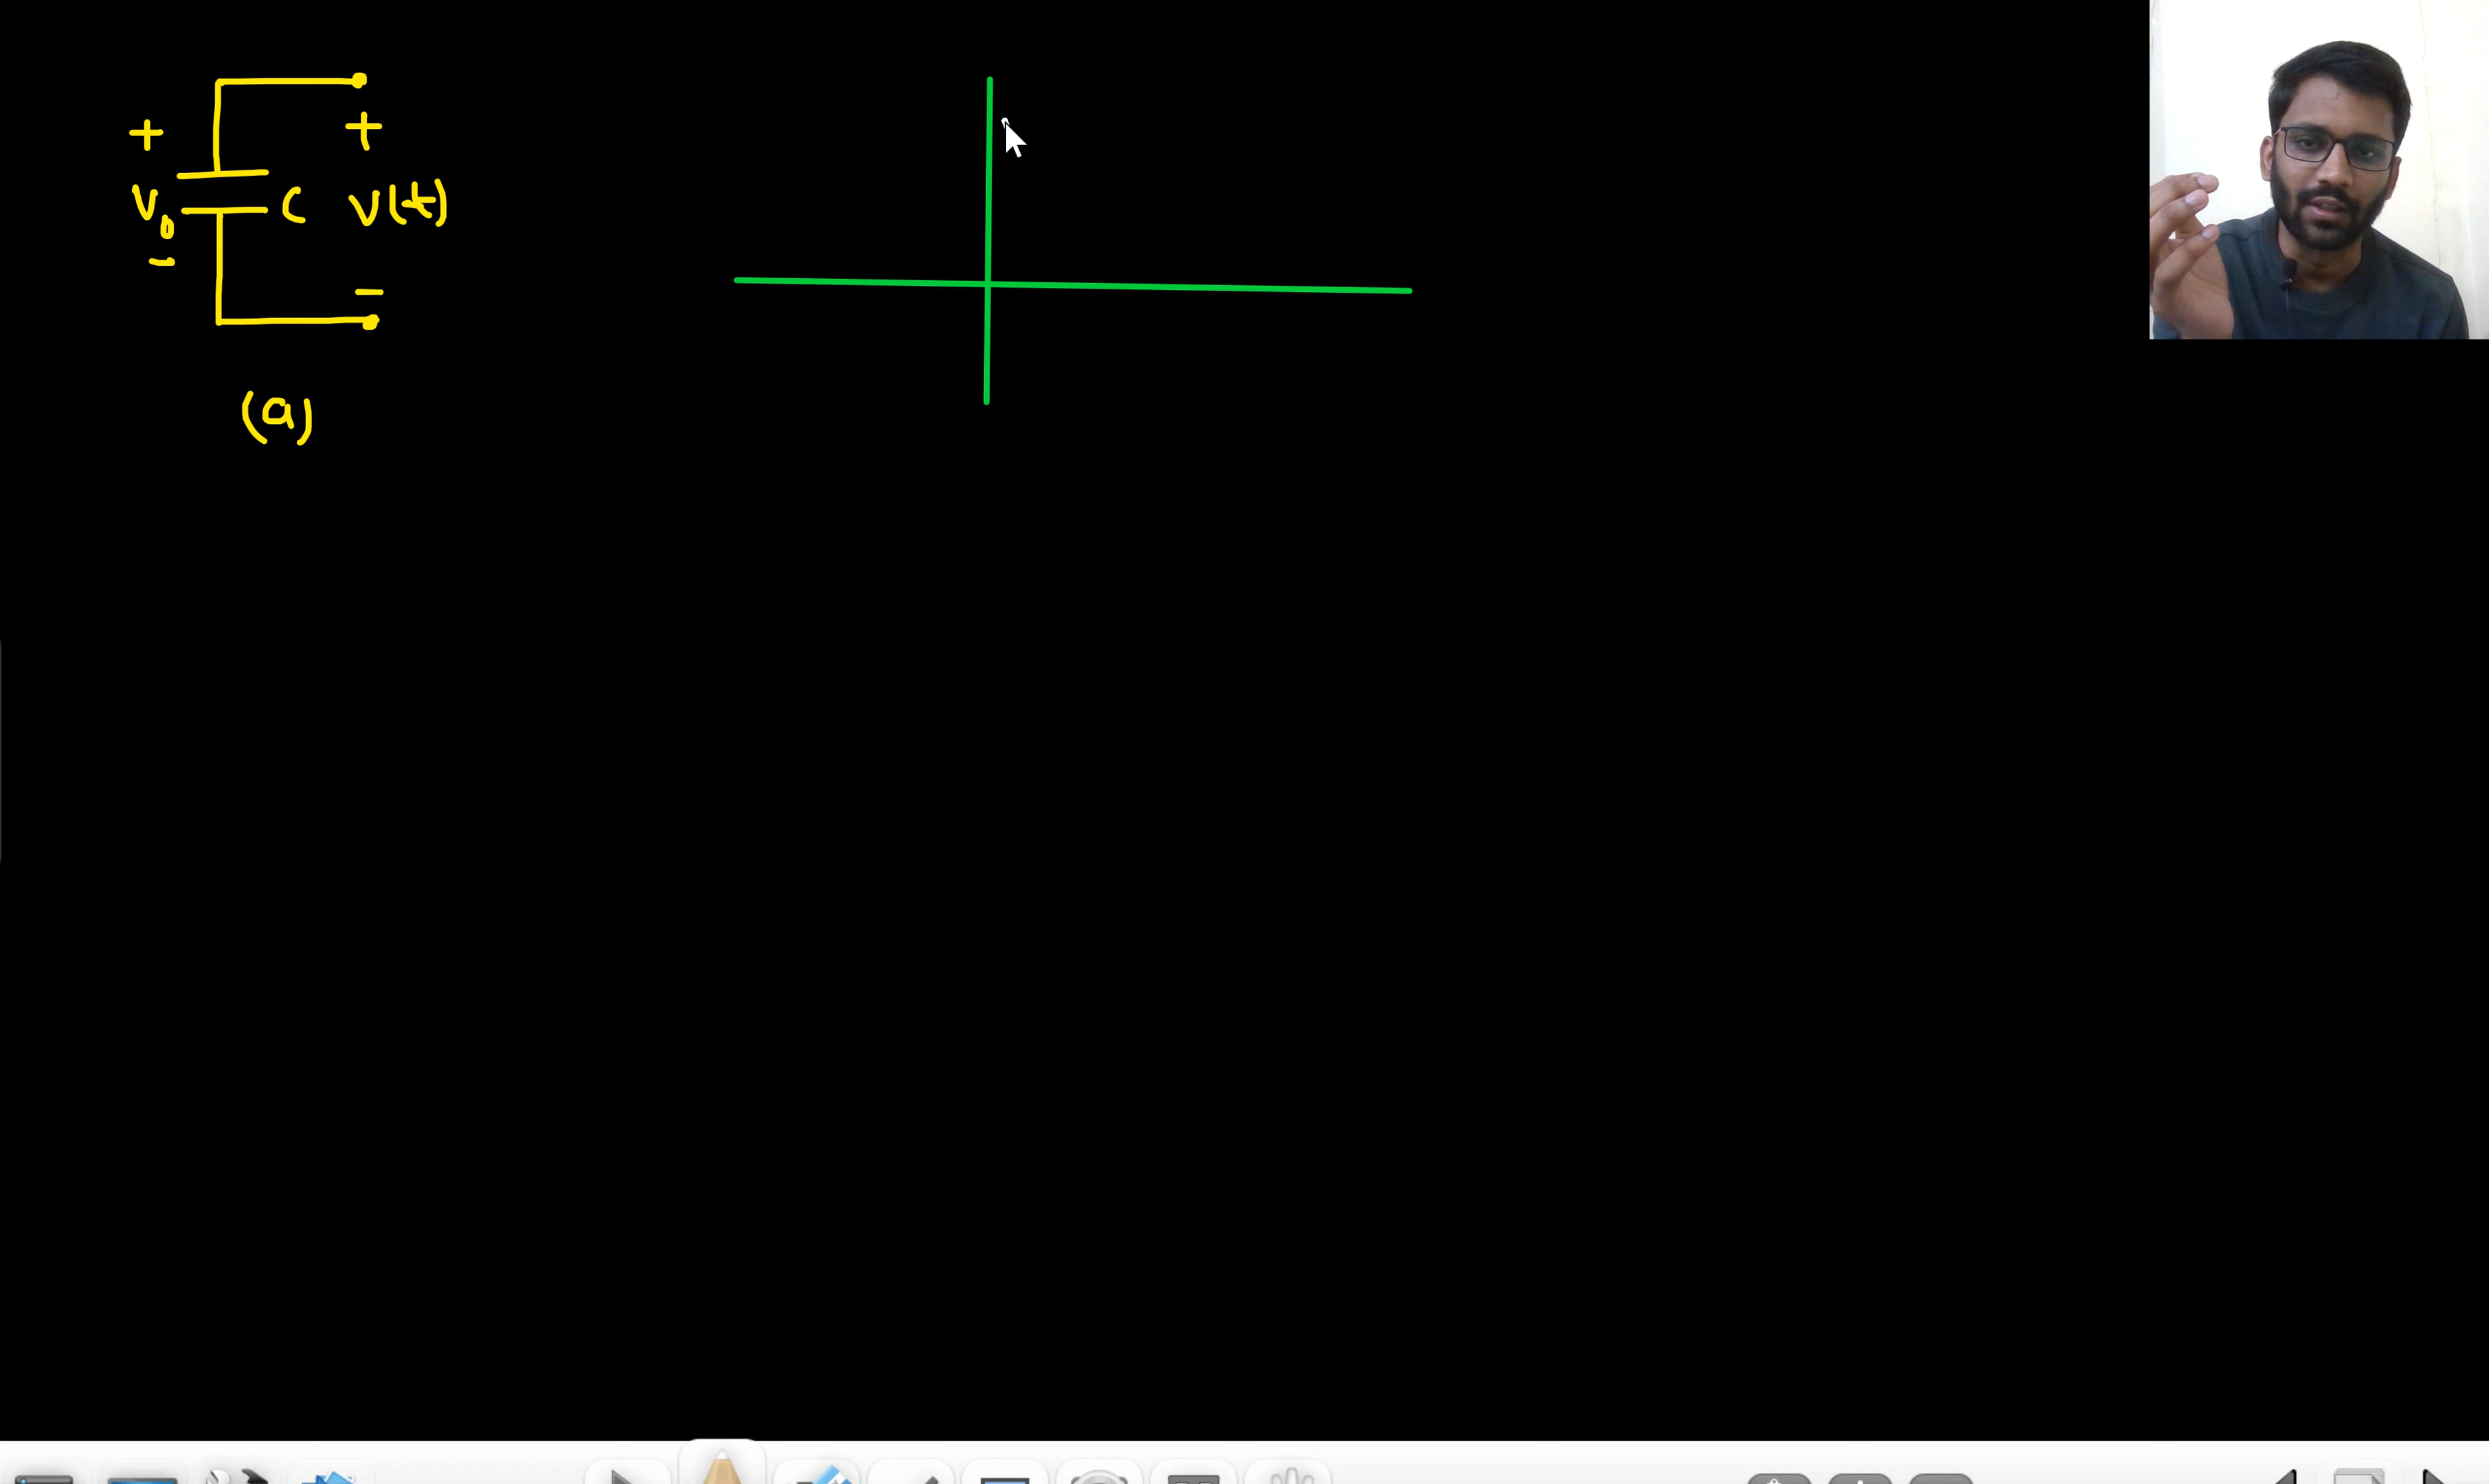 + +
V₀ C V(t)
- -
(a)